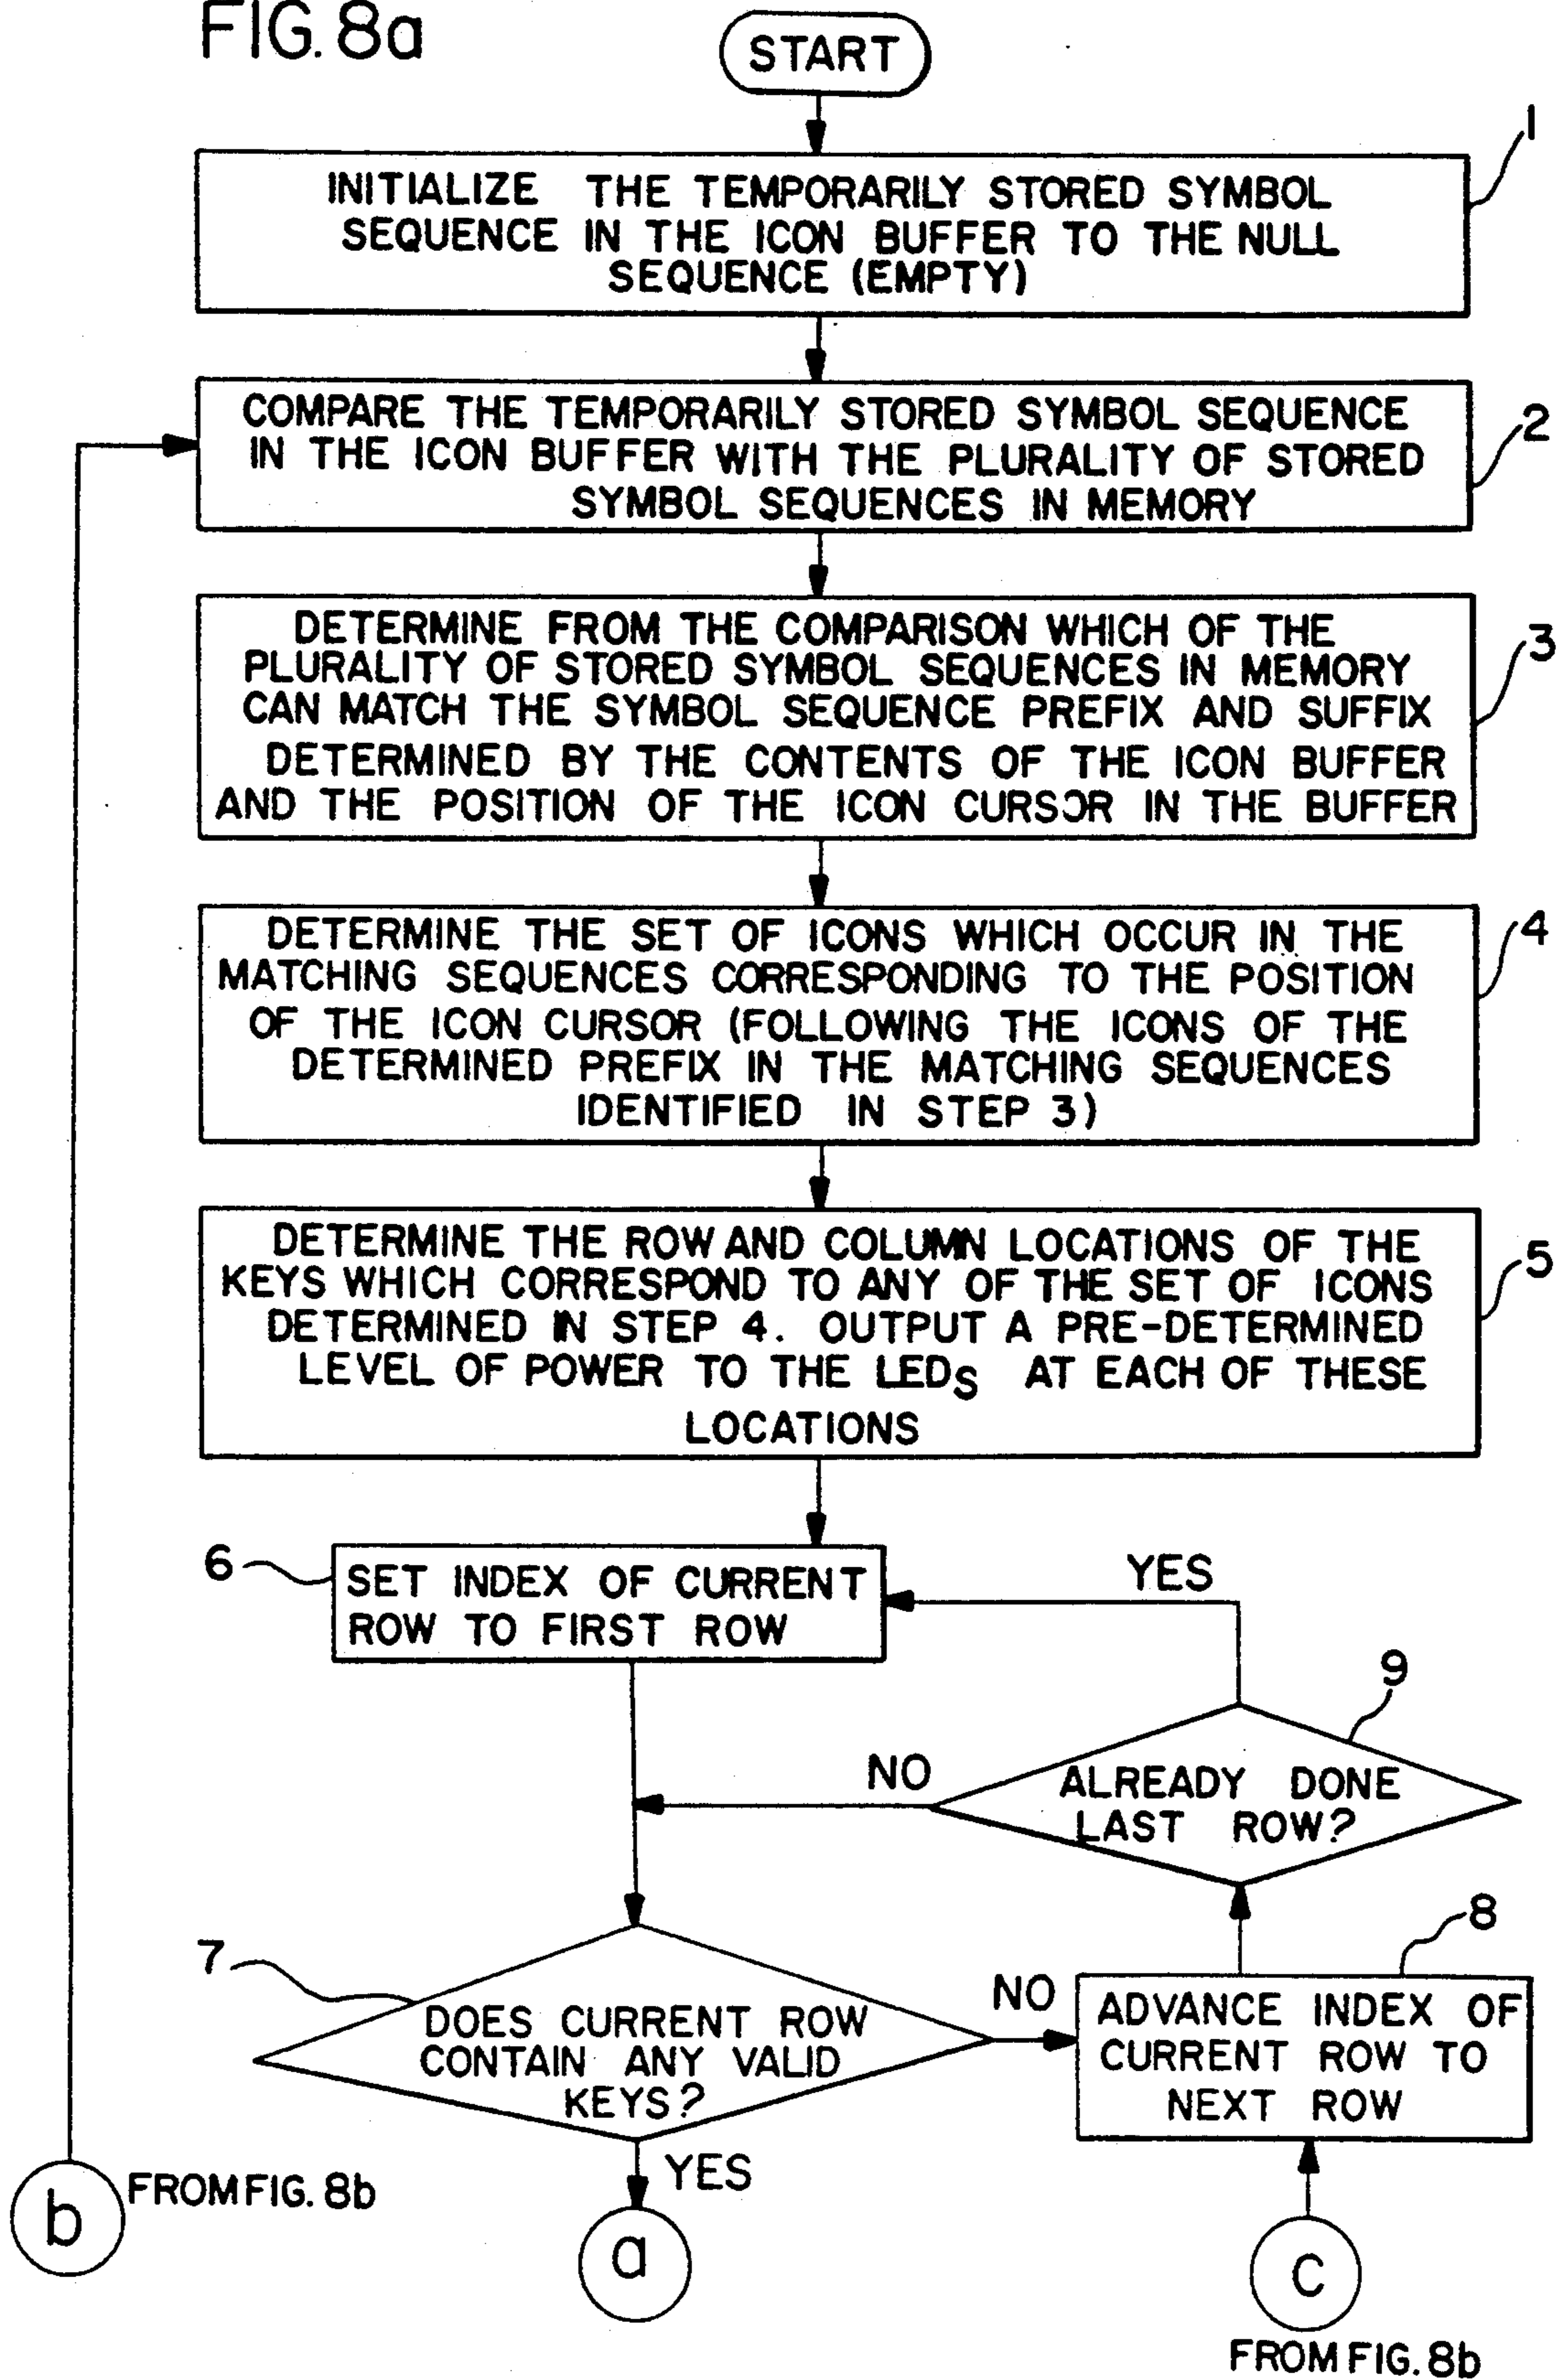 FIG. 8a
START
1
INITIALIZE THE TEMPORARILY STORED SYMBOL
SEQUENCE IN THE ICON BUFFER TO THE NULL
SEQUENCE (EMPTY)
COMPARE THE TEMPORARILY STORED SYMBOL SEQUENCE
IN THE ICON BUFFER WITH THE PLURALITY OF STORED
SYMBOL SEQUENCES IN MEMORY
2
DETERMINE FROM THE COMPARISON WHICH OF THE
PLURALITY OF STORED SYMBOL SEQUENCES IN MEMORY
CAN MATCH THE SYMBOL SEQUENCE PREFIX AND SUFFIX
DETERMINED BY THE CONTENTS OF THE ICON BUFFER
AND THE POSITION OF THE ICON CURSOR IN THE BUFFER
3
DETERMINE THE SET OF ICONS WHICH OCCUR IN THE
MATCHING SEQUENCES CORRESPONDING TO THE POSITION
OF THE ICON CURSOR (FOLLOWING THE ICONS OF THE
DETERMINED PREFIX IN THE MATCHING SEQUENCES
IDENTIFIED IN STEP 3)
4
DETERMINE THE ROW AND COLUMN LOCATIONS OF THE
KEYS WHICH CORRESPOND TO ANY OF THE SET OF ICONS
DETERMINED IN STEP 4. OUTPUT A PRE-DETERMINED
LEVEL OF POWER TO THE LEDS AT EACH OF THESE
LOCATIONS
5
6
SET INDEX OF CURRENT
ROW TO FIRST ROW
YES
9
NO
ALREADY DONE
LAST ROW?
7
DOES CURRENT ROW
CONTAIN ANY VALID
KEYS?
NO
8
ADVANCE INDEX OF
CURRENT ROW TO
NEXT ROW
YES
b
FROM FIG. 8b
a
c
FROM FIG. 8b